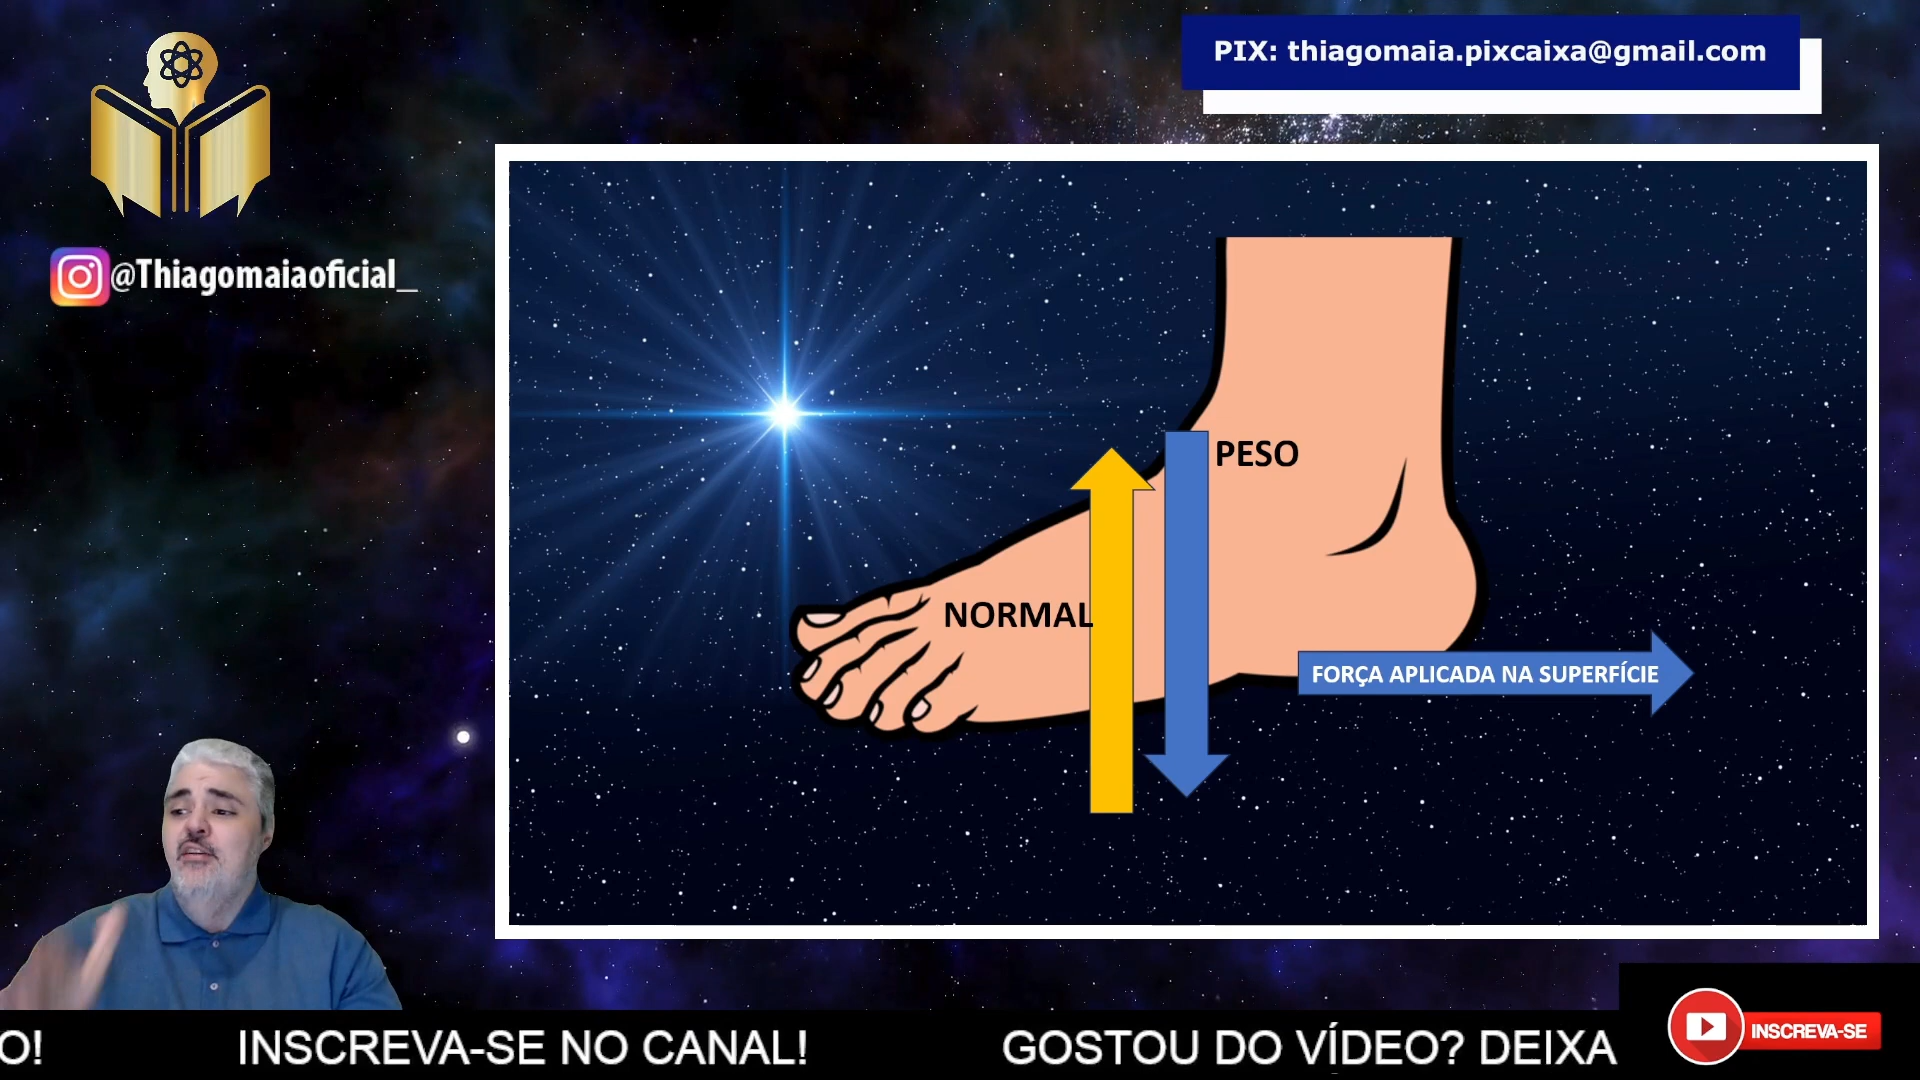 PIX: thiagomaia.pixcaixa@gmail.com
@Thiagomaiaoficial_
PESO
NORMAL
FORÇA APLICADA NA SUPERFÍCIE
O!
INSCREVA-SE NO CANAL!
GOSTOU DO VÍDEO? DEIXA
INSCREVA-SE